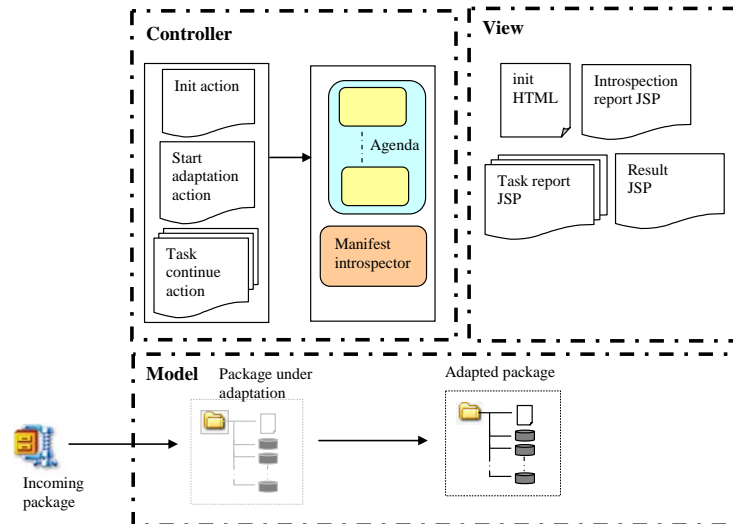 Controller
Init action
Start
adaptation
action
Task
continue
action
Agenda
Manifest
introspector
View
init
HTML
Introspection
report JSP
Task report
JSP
Result
JSP
Model
Package under
adaptation
Adapted package
Incoming
package